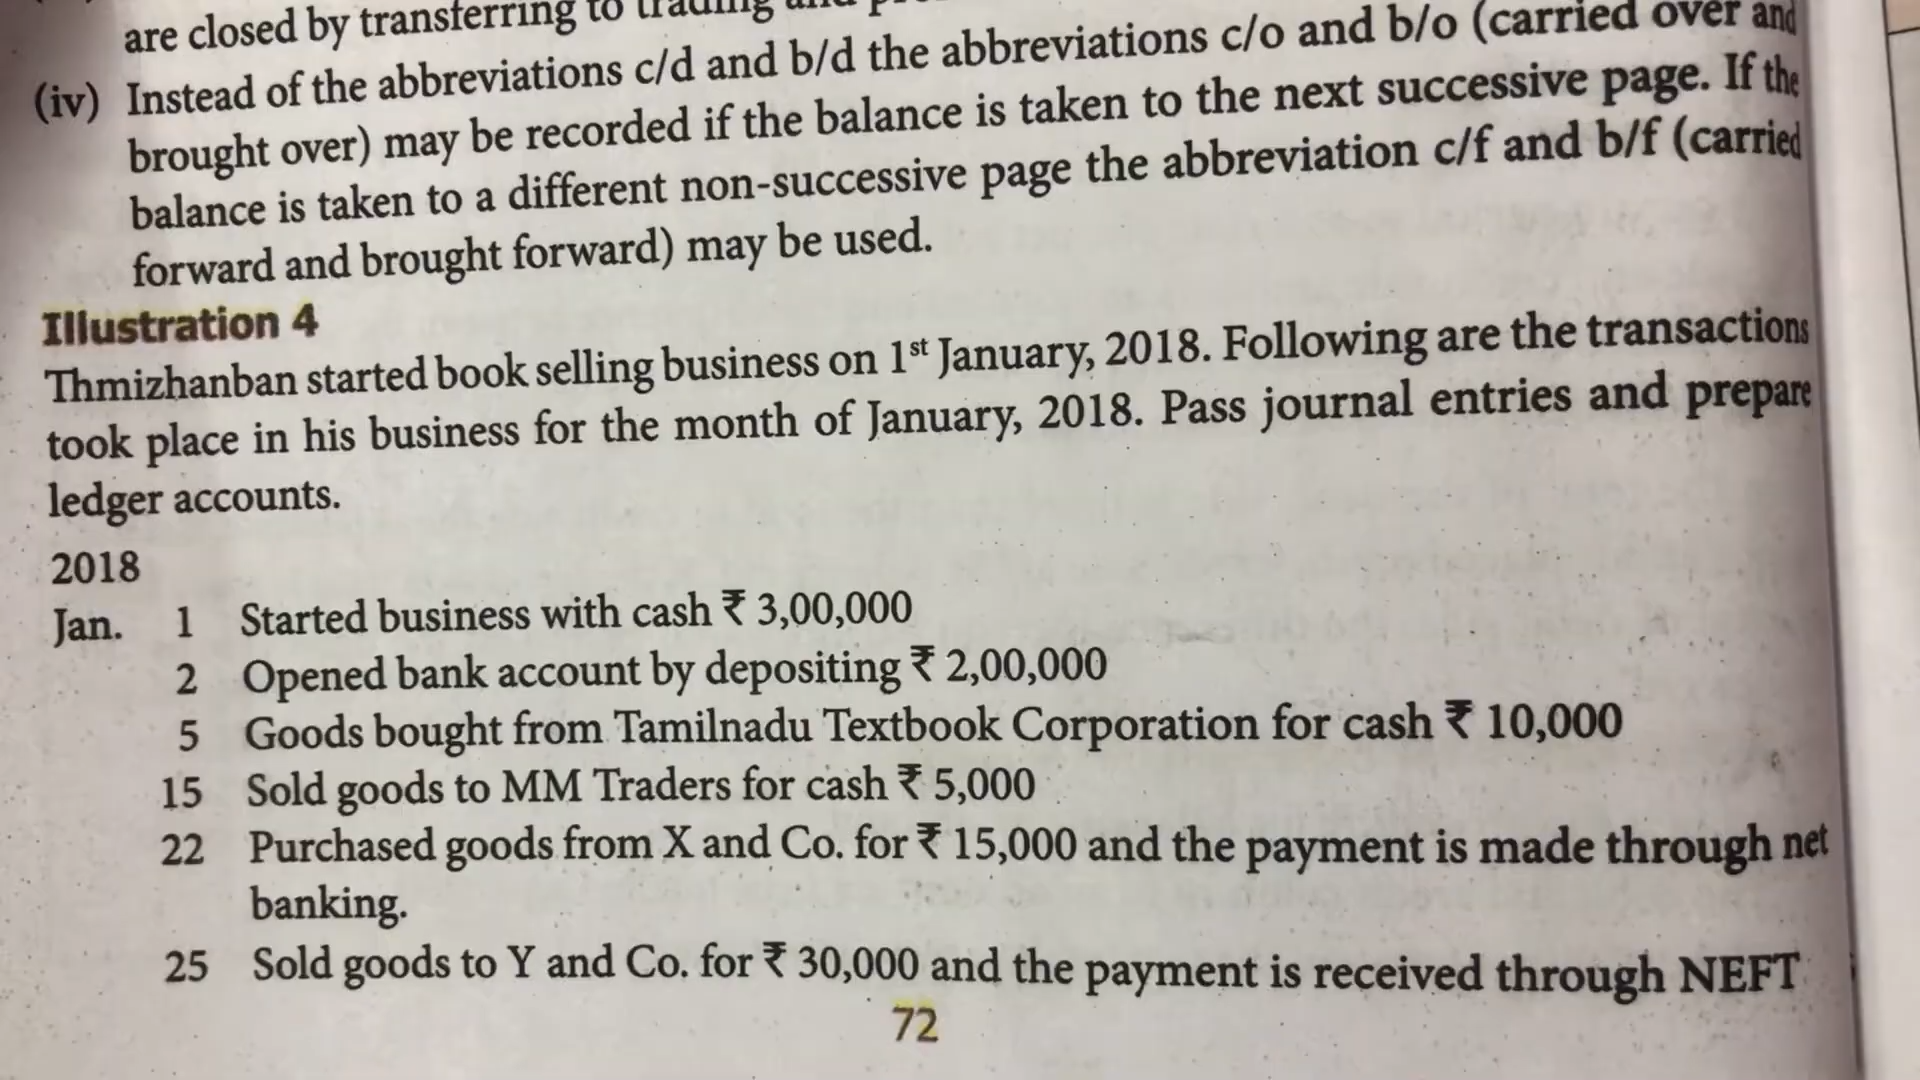 are closed by transferring to trading and
(iv) Instead of the abbreviations c/d and b/d the abbreviations c/o and b/o (carried over and
brought over) may be recorded if the balance is taken to the next successive page. If the
balance is taken to a different non-successive page the abbreviation c/f and b/f (carried
forward and brought forward) may be used.
Illustration 4
Thmizhanban started book selling business on 1st January, 2018. Following are the transactions
took place in his business for the month of January, 2018. Pass journal entries and prepare
ledger accounts.
2018
Jan. 1 Started business with cash ₹ 3,00,000
2 Opened bank account by depositing ₹ 2,00,000
5 Goods bought from Tamilnadu Textbook Corporation for cash ₹ 10,000
15 Sold goods to MM Traders for cash ₹ 5,000
22 Purchased goods from X and Co. for ₹ 15,000 and the payment is made through net
banking.
25 Sold goods to Y and Co. for ₹ 30,000 and the payment is received through NEFT
72